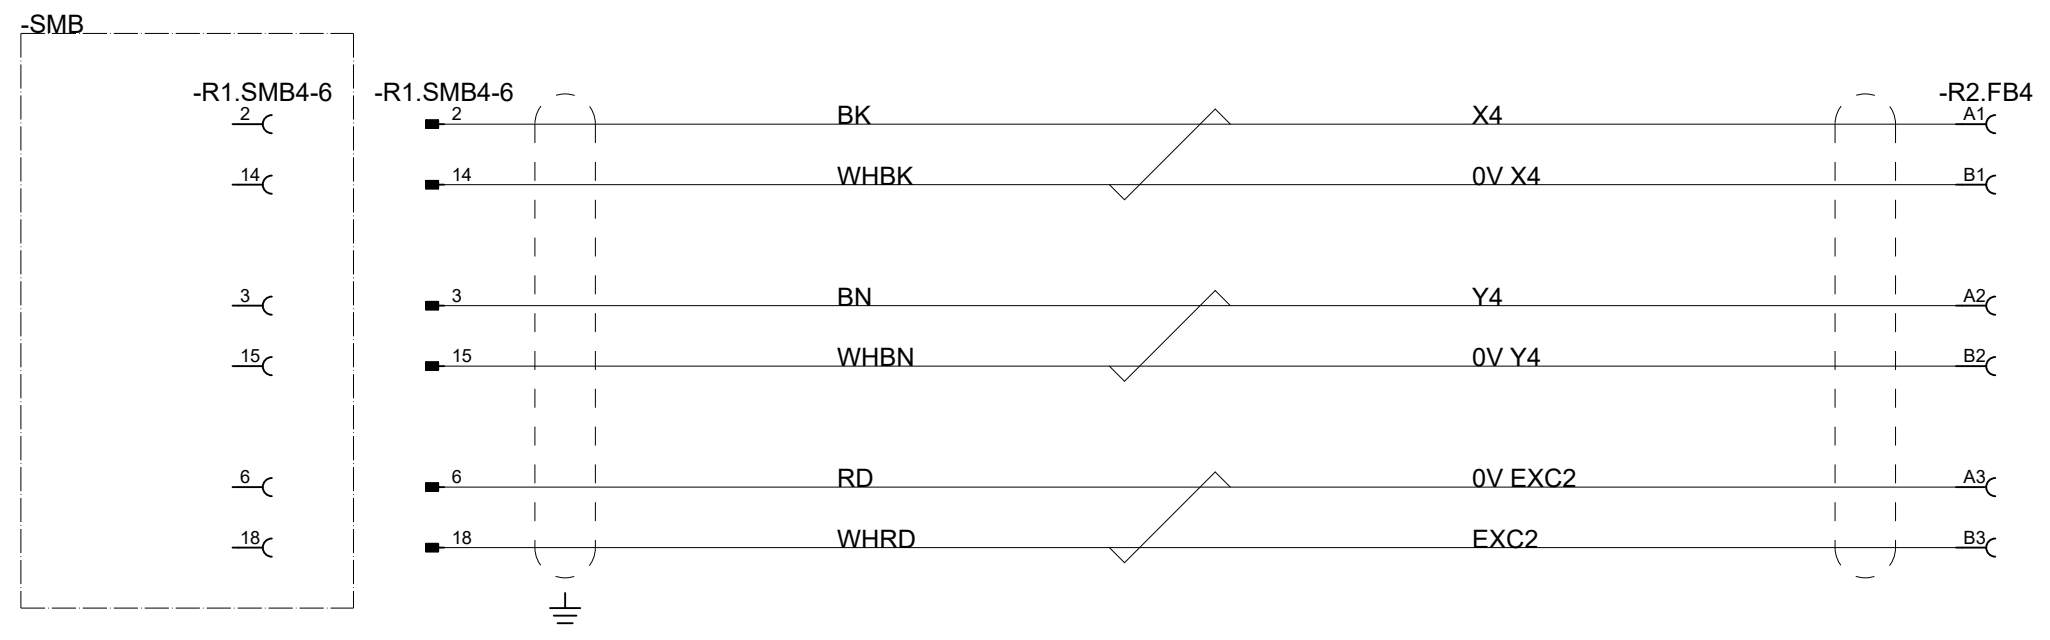 -SMB
-R1.SMB4-6 -R1.SMB4-6 -R2.FB4
2 2 BK X4 A1
14 14 WHBK 0V X4 B1
3 3 BN Y4 A2
15 15 WHBN 0V Y4 B2
6 6 RD 0V EXC2 A3
18 18 WHRD EXC2 B3